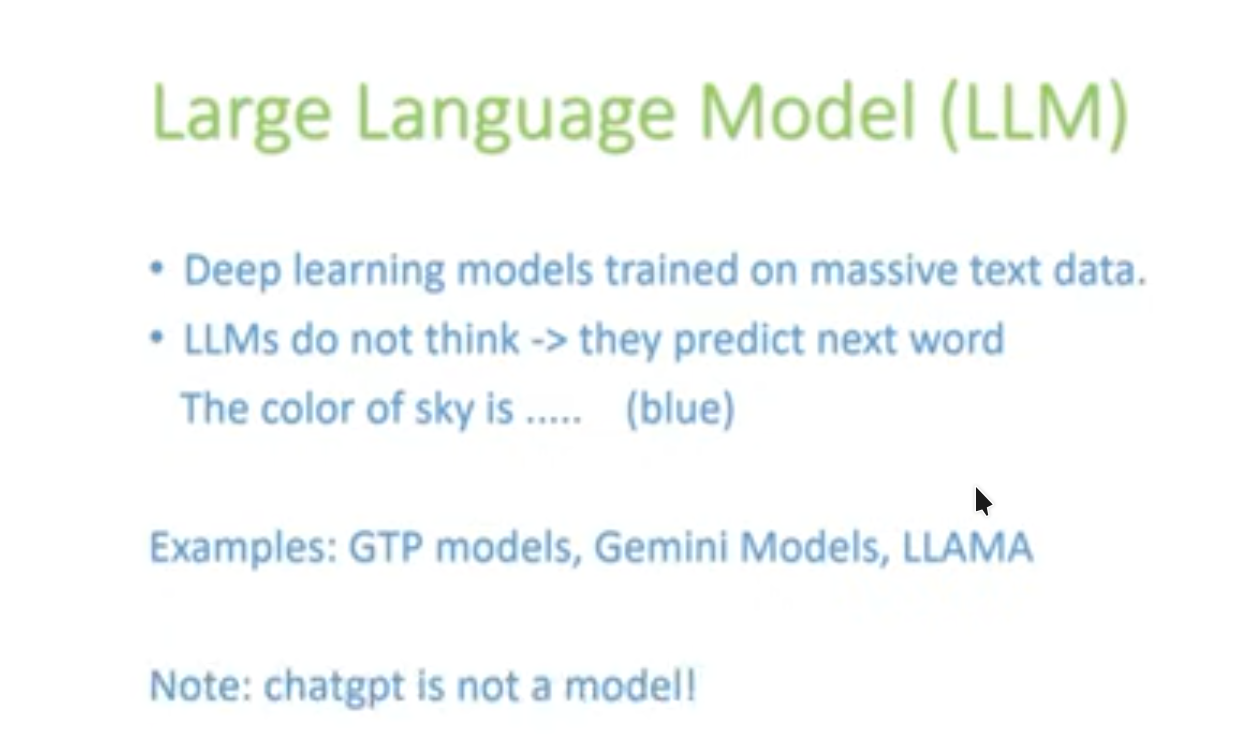 Large Language Model (LLM)
• Deep learning models trained on massive text data.
• LLMs do not think -> they predict next word
The color of sky is ..... (blue)
Examples: GTP models, Gemini Models, LLAMA
Note: chatgpt is not a model!